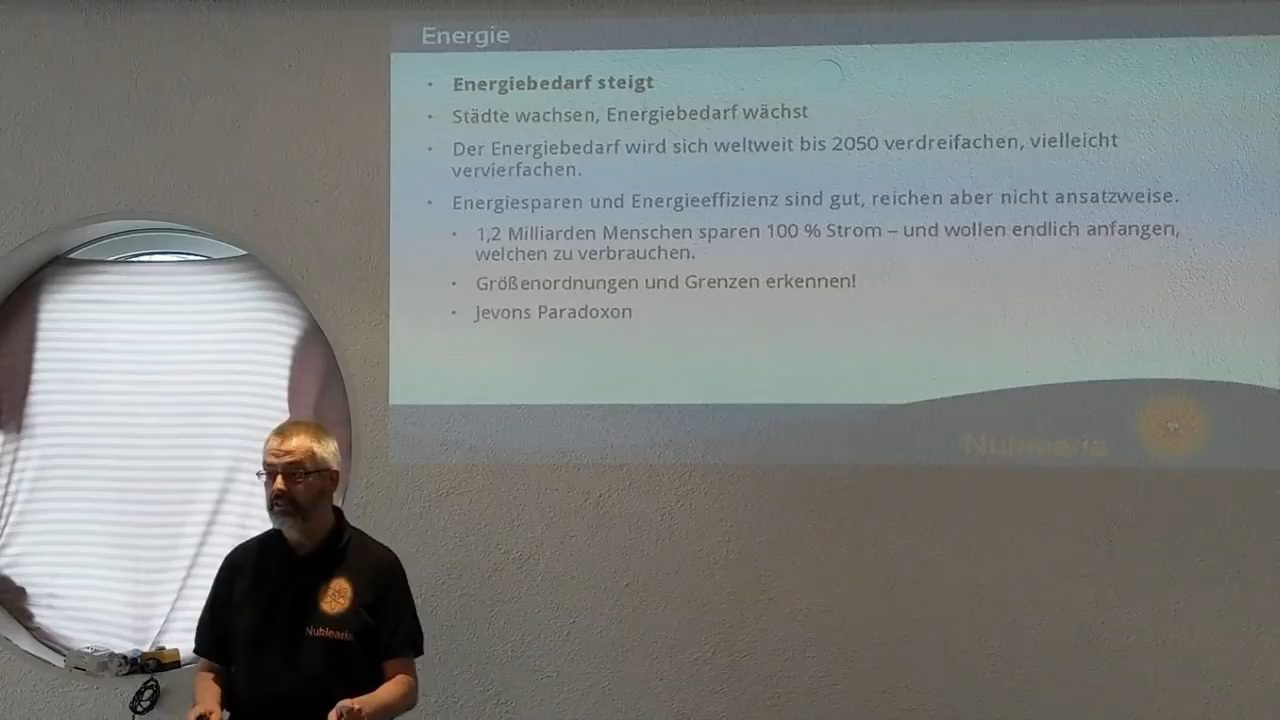 Energie
• Energiebedarf steigt
• Städte wachsen, Energiebedarf wächst
• Der Energiebedarf wird sich weltweit bis 2050 verdreifachen, vielleicht
vervierfachen.
• Energiesparen und Energieeffizienz sind gut, reichen aber nicht ansatzweise.
• 1,2 Milliarden Menschen sparen 100 % Strom – und wollen endlich anfangen,
welchen zu verbrauchen.
• Größenordnungen und Grenzen erkennen!
• Jevons Paradoxon
Nuklearia
Nuklearia